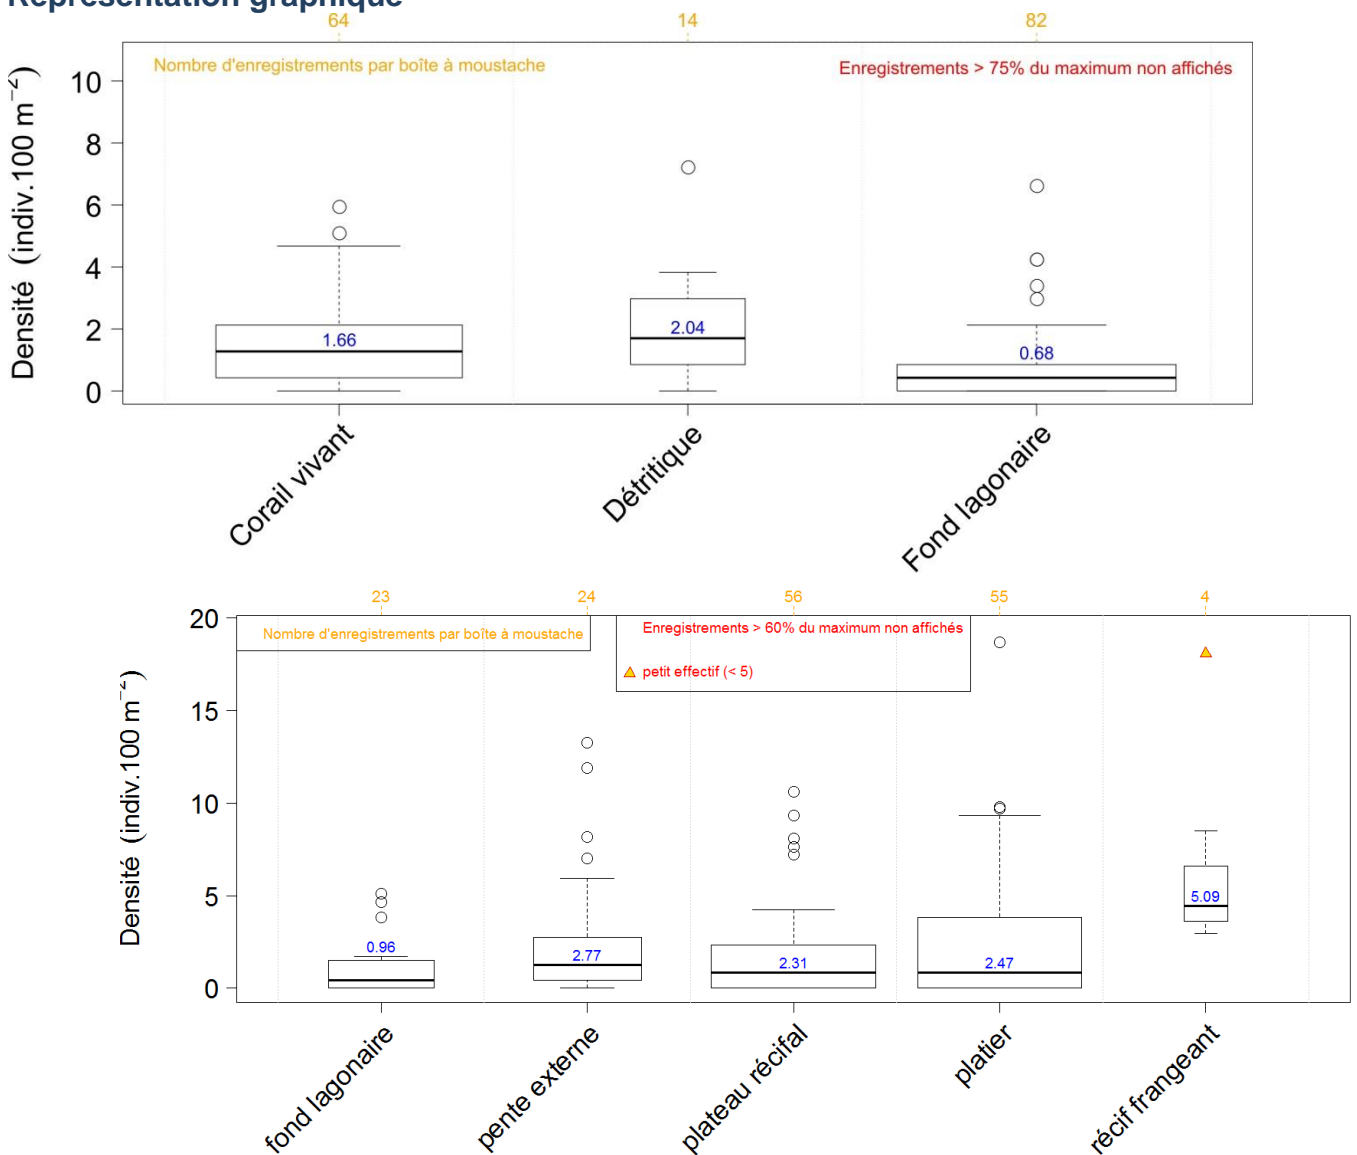 Représentation graphique
64 14 82
Nombre d'enregistrements par boîte à moustache
Enregistrements > 75% du maximum non affichés
Densité (indiv.100 m⁻²)
10
8
6
4
2
0
1.66
2.04
0.68
Corail vivant
Détritique
Fond lagonaire
23 24 56 55 4
Nombre d'enregistrements par boîte à moustache
Enregistrements > 60% du maximum non affichés
petit effectif (< 5)
Densité (indiv.100 m⁻²)
20
15
10
5
0
0.96
2.77
2.31
2.47
5.09
fond lagonaire
pente externe
plateau récifal
platier
récif frangeant